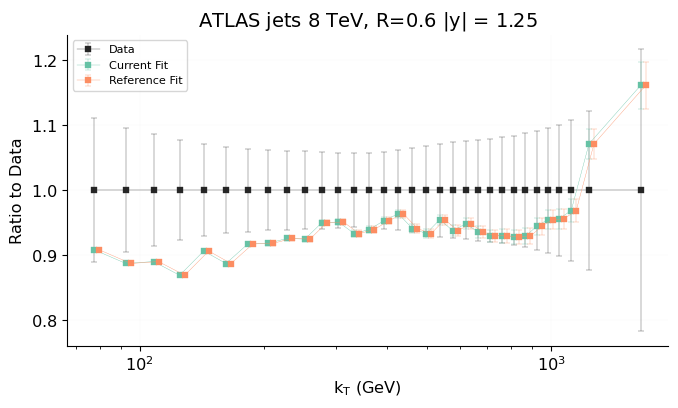 ATLAS jets 8 TeV, R=0.6 |y| = 1.25
Data
Current Fit
Reference Fit
Ratio to Data
1.2
1.1
1.0
0.9
0.8
10²
10³
k_T (GeV)